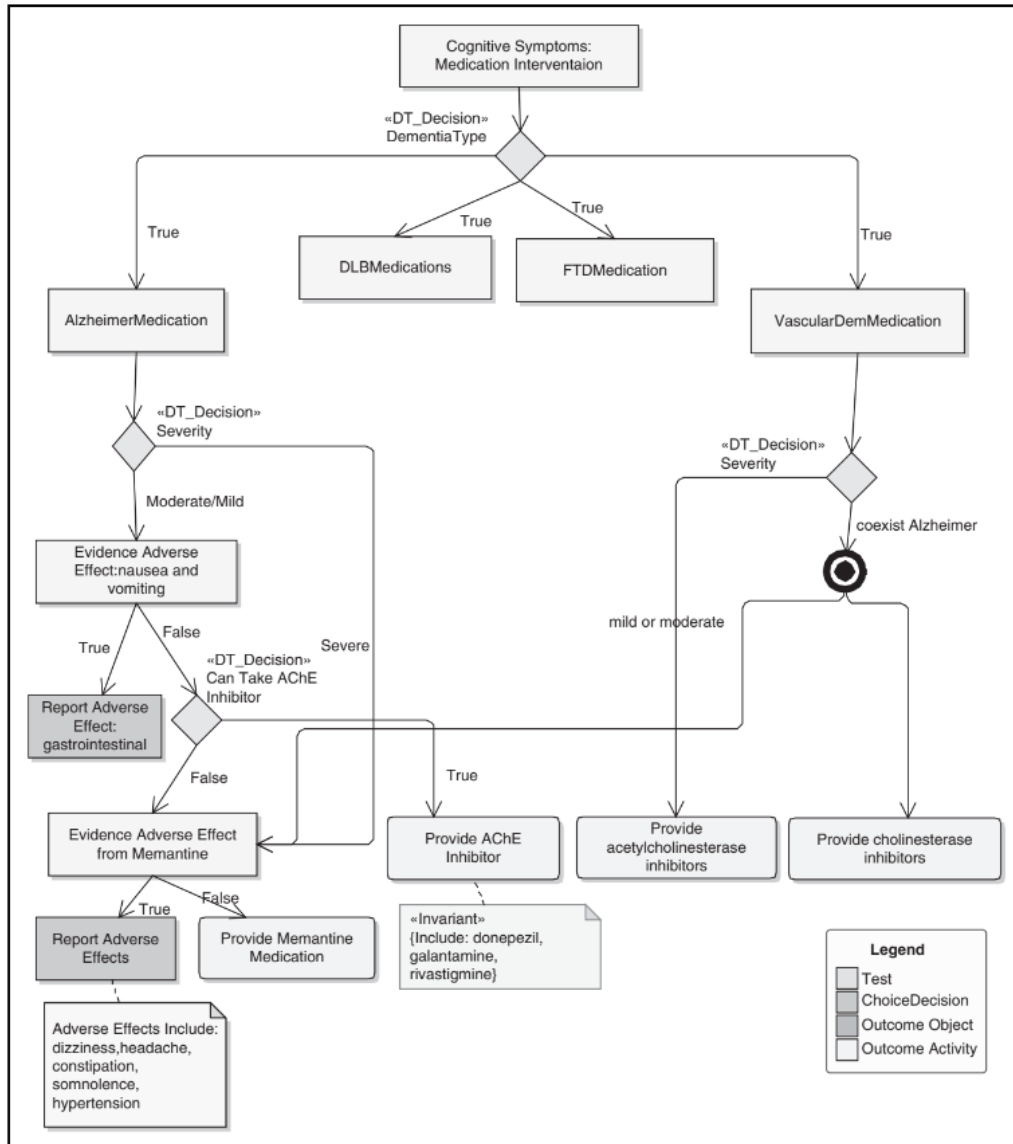 Cognitive Symptoms:
Medication Interventaion
«DT_Decision»
DementiaType
True
True
True
True
DLBMedications
FTDMedication
AlzheimerMedication
VascularDemMedication
«DT_Decision»
Severity
«DT_Decision»
Severity
Moderate/Mild
coexist Alzheimer
Evidence Adverse
Effect:nausea and
vomiting
mild or moderate
Severe
True
False
«DT_Decision»
Can Take AChE
Inhibitor
Report Adverse
Effect:
gastrointestinal
False
True
Evidence Adverse Effect
from Memantine
Provide AChE
Inhibitor
Provide
acetylcholinesterase
inhibitors
Provide cholinesterase
inhibitors
True
False
Report Adverse
Effects
Provide Memantine
Medication
«Invariant»
{Include: donepezil,
galantamine,
rivastigmine}
Adverse Effects Include:
dizziness,headache,
constipation,
somnolence,
hypertension
Legend
Test
ChoiceDecision
Outcome Object
Outcome Activity